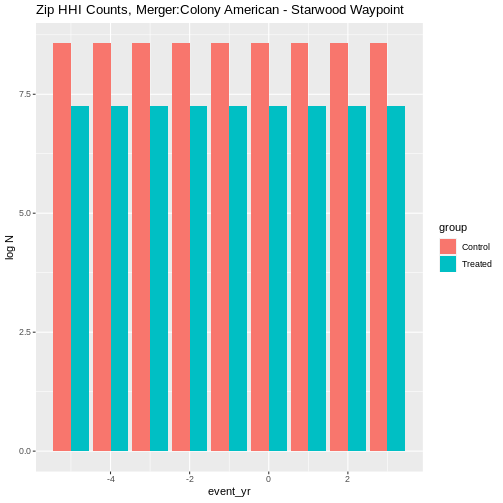 Zip HHI Counts, Merger:Colony American - Starwood Waypoint
7.5
5.0
2.5
0.0
log N
-4
-2
0
2
event_yr
group
Control
Treated